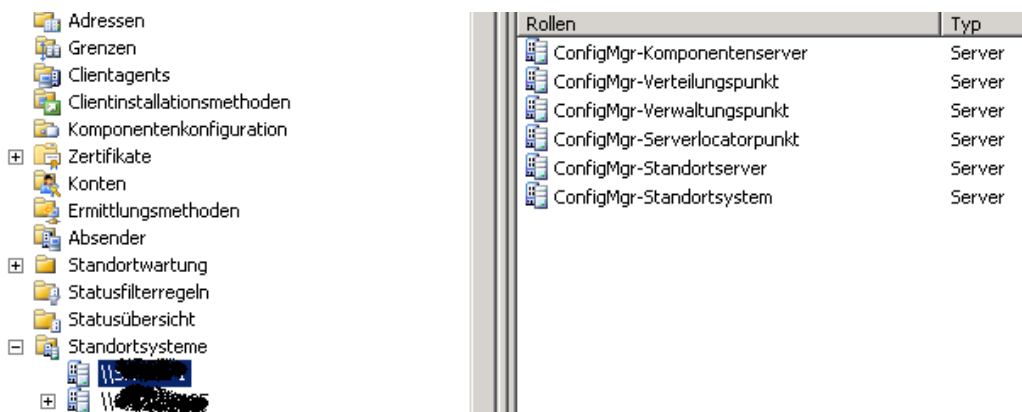 Adressen
Grenzen
Clientagents
Clientinstallationsmethoden
Komponentenkonfiguration
Zertifikate
Konten
Ermittlungsmethoden
Absender
Standortwartung
Statusfilterregeln
Statusübersicht
Standortsysteme
\\
\\
Rollen Typ
ConfigMgr-Komponentenserver Server
ConfigMgr-Verteilungspunkt Server
ConfigMgr-Verwaltungspunkt Server
ConfigMgr-Serverlocatorpunkt Server
ConfigMgr-Standortserver Server
ConfigMgr-Standortsystem Server